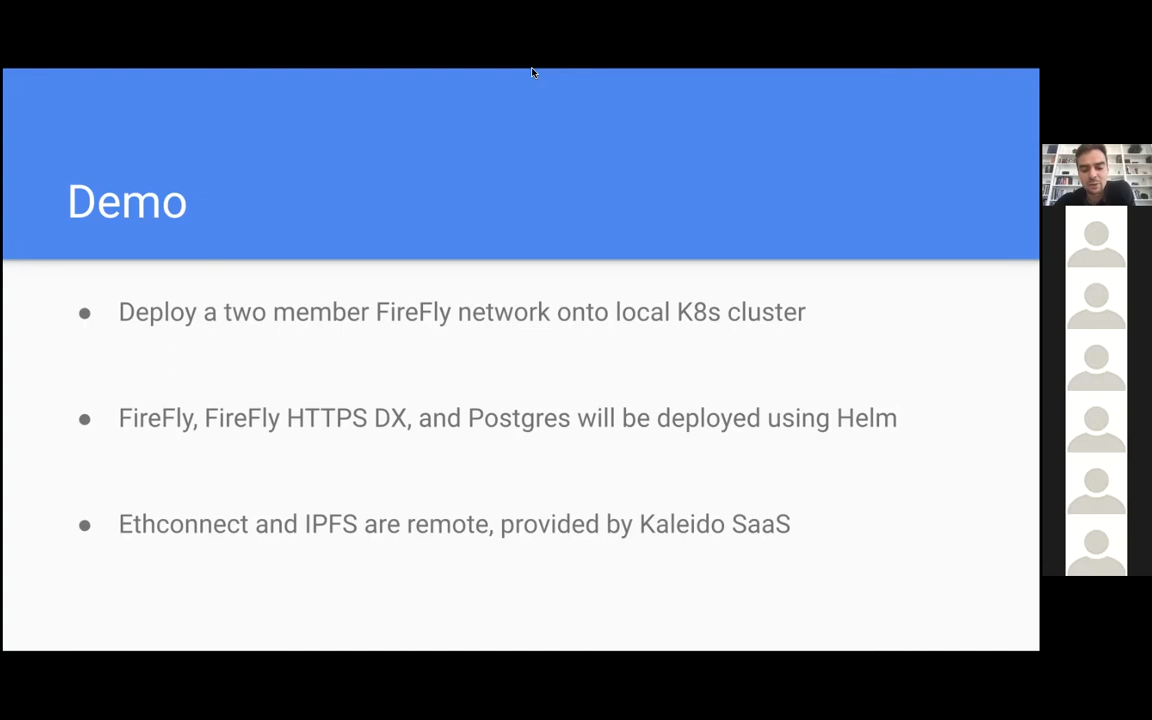 Demo
● Deploy a two member FireFly network onto local K8s cluster
● FireFly, FireFly HTTPS DX, and Postgres will be deployed using Helm
● Ethconnect and IPFS are remote, provided by Kaleido SaaS